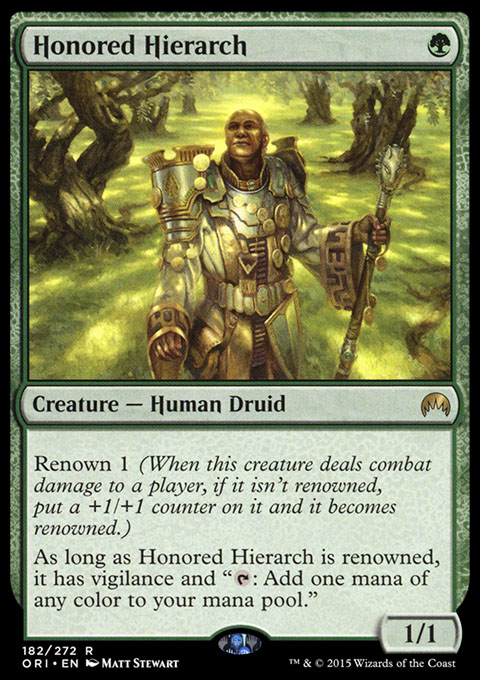 Honored Hierarch
Creature — Human Druid
Renown 1 (When this creature deals combat
damage to a player, if it isn't renowned,
put a +1/+1 counter on it and it becomes
renowned.)
As long as Honored Hierarch is renowned,
it has vigilance and “: Add one mana of
any color to your mana pool.”
1/1
182/272 R
ORI • EN Matt Stewart
™ & © 2015 Wizards of the Coast